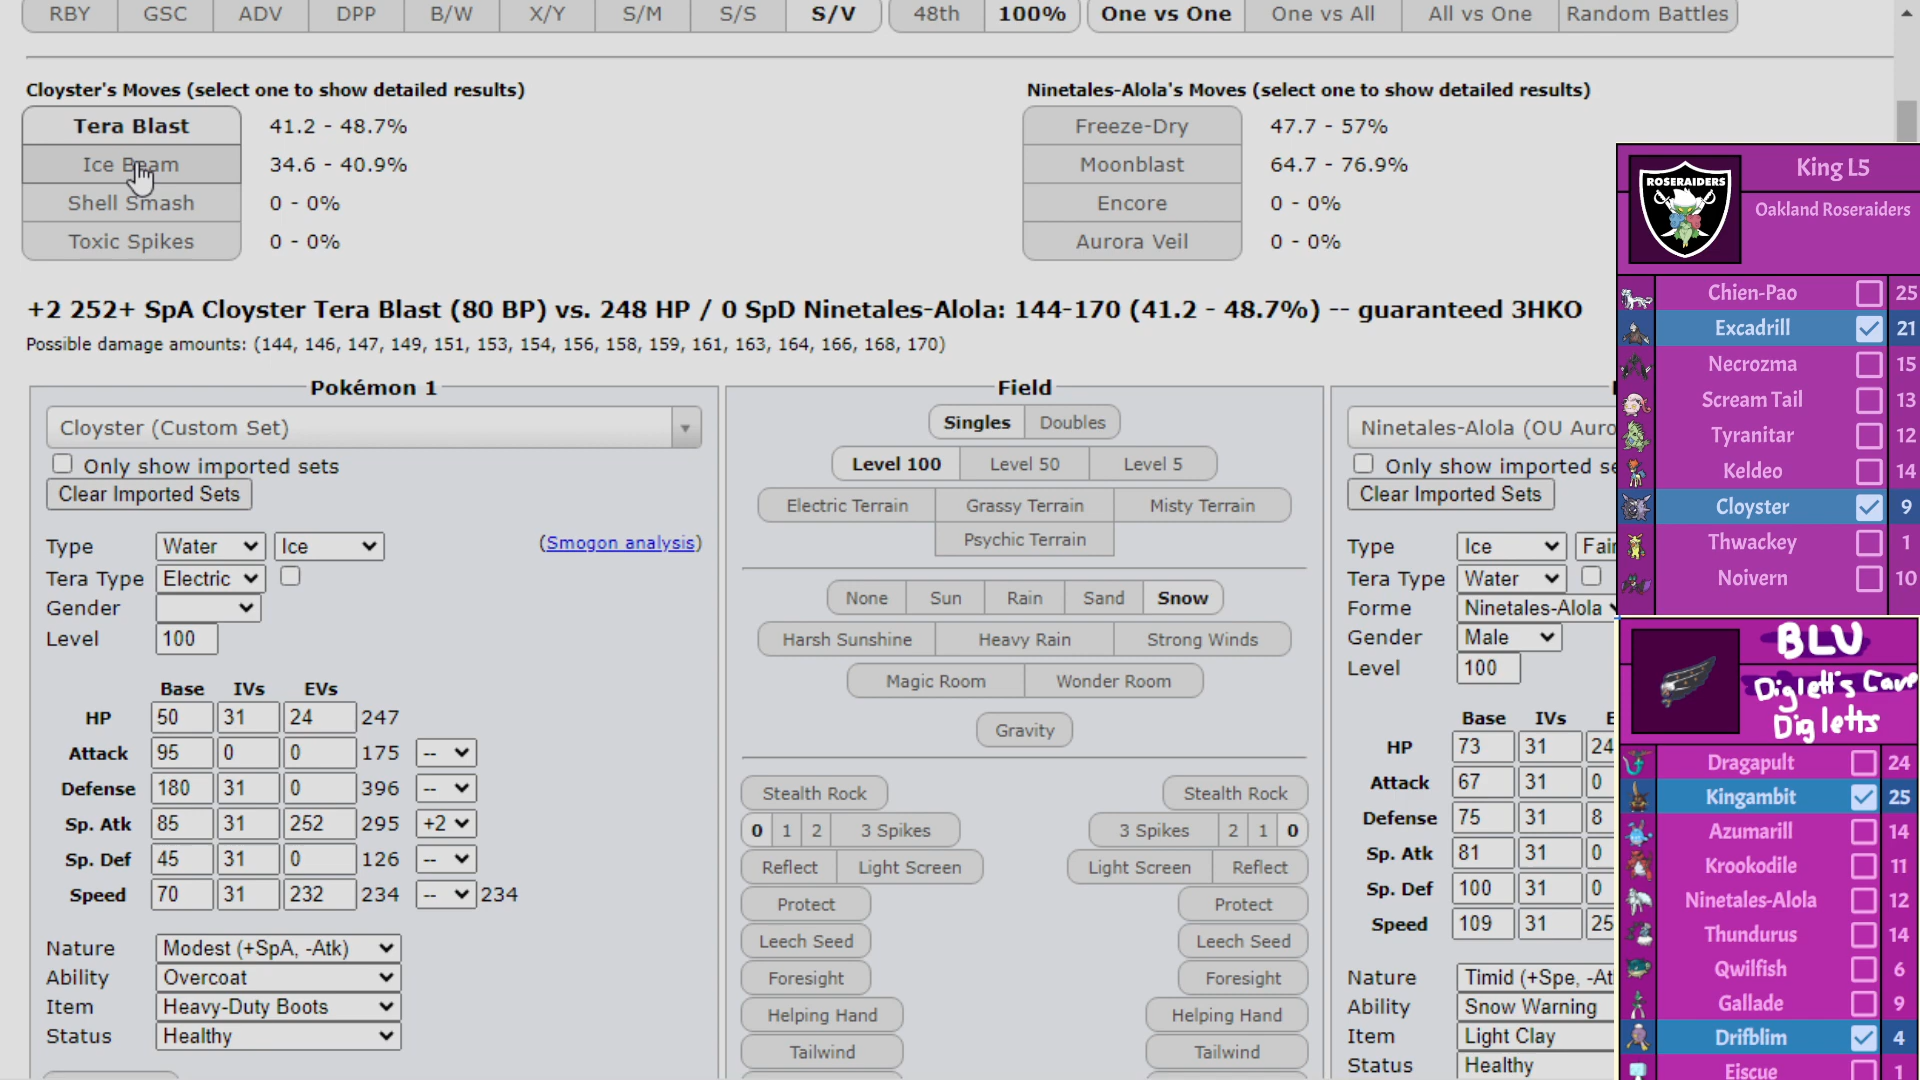 RBY GSC ADV DPP B/W X/Y S/M S/S S/V 48th 100% One vs One One vs All All vs One Random Battles
Cloyster's Moves (select one to show detailed results)
Tera Blast 41.2 - 48.7%
Ice Beam 34.6 - 40.9%
Shell Smash 0 - 0%
Toxic Spikes 0 - 0%
Ninetales-Alola's Moves (select one to show detailed results)
Freeze-Dry 47.7 - 57%
Moonblast 64.7 - 76.9%
Encore 0 - 0%
Aurora Veil 0 - 0%
+2 252+ SpA Cloyster Tera Blast (80 BP) vs. 248 HP / 0 SpD Ninetales-Alola: 144-170 (41.2 - 48.7%) -- guaranteed 3HKO
Possible damage amounts: (144, 146, 147, 149, 151, 153, 154, 156, 158, 159, 161, 163, 164, 166, 168, 170)
Pokémon 1
Cloyster (Custom Set)
Only show imported sets
Clear Imported Sets
Type Water Ice (Smogon analysis)
Tera Type Electric
Gender
Level 100
Base IVs EVs
HP 50 31 24 247
Attack 95 0 0 175 --
Defense 180 31 0 396 --
Sp. Atk 85 31 252 295 +2
Sp. Def 45 31 0 126 --
Speed 70 31 232 234 -- 234
Nature Modest (+SpA, -Atk)
Ability Overcoat
Item Heavy-Duty Boots
Status Healthy
Field
Singles Doubles
Level 100 Level 50 Level 5
Electric Terrain Grassy Terrain Misty Terrain
Psychic Terrain
None Sun Rain Sand Snow
Harsh Sunshine Heavy Rain Strong Winds
Magic Room Wonder Room
Gravity
Stealth Rock Stealth Rock
0 1 2 3 Spikes 3 Spikes 2 1 0
Reflect Light Screen Light Screen Reflect
Protect Protect
Leech Seed Leech Seed
Foresight Foresight
Helping Hand Helping Hand
Tailwind Tailwind
Ninetales-Alola (OU Auro
Only show imported se
Clear Imported Sets
Type Ice Fair
Tera Type Water
Forme Ninetales-Alola
Gender Male
Level 100
Base IVs E
HP 73 31 24
Attack 67 31 0
Defense 75 31 8
Sp. Atk 81 31 0
Sp. Def 100 31 0
Speed 109 31 25
Nature Timid (+Spe, -At
Ability Snow Warning
Item Light Clay
Status Healthy
ROSERAIDERS
King L5
Oakland Roseraiders
Chien-Pao 25
Excadrill 21
Necrozma 15
Scream Tail 13
Tyranitar 12
Keldeo 14
Cloyster 9
Thwackey 1
Noivern 10
BLV
Diglett's Cave
Digletts
Dragapult 24
Kingambit 25
Azumarill 14
Krookodile 11
Ninetales-Alola 12
Thundurus 14
Qwilfish 6
Gallade 9
Drifblim 4
Eiscue 1